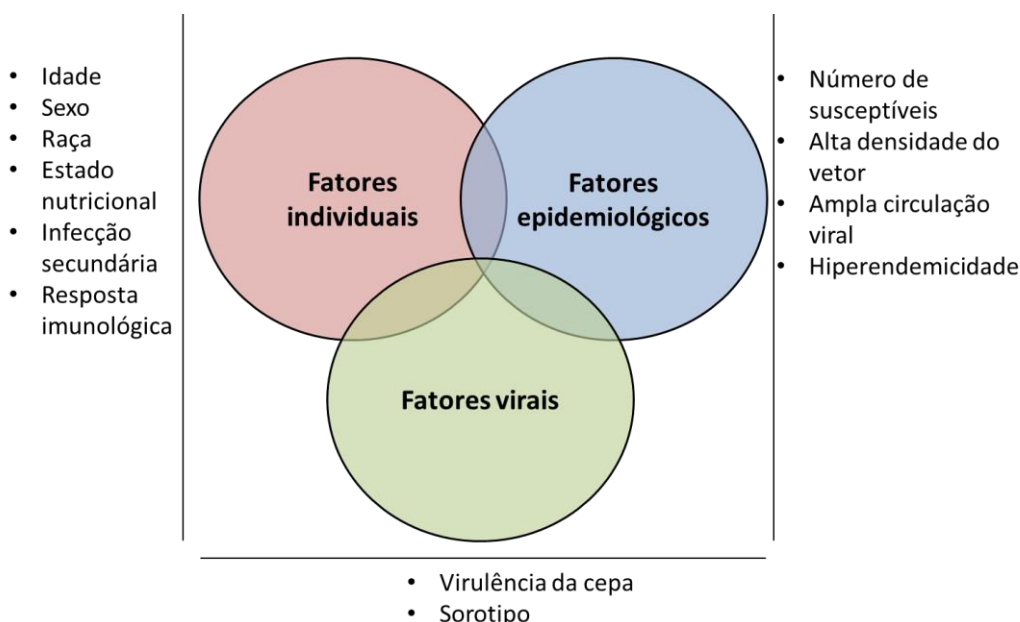 • Idade
• Sexo
• Raça
• Estado
nutricional
• Infecção
secundária
• Resposta
imunológica
Fatores
individuais
Fatores
epidemiológicos
Fatores virais
• Número de
susceptíveis
• Alta densidade do
vetor
• Ampla circulação
viral
• Hiperendemicidade
• Virulência da cepa
• Sorotipo